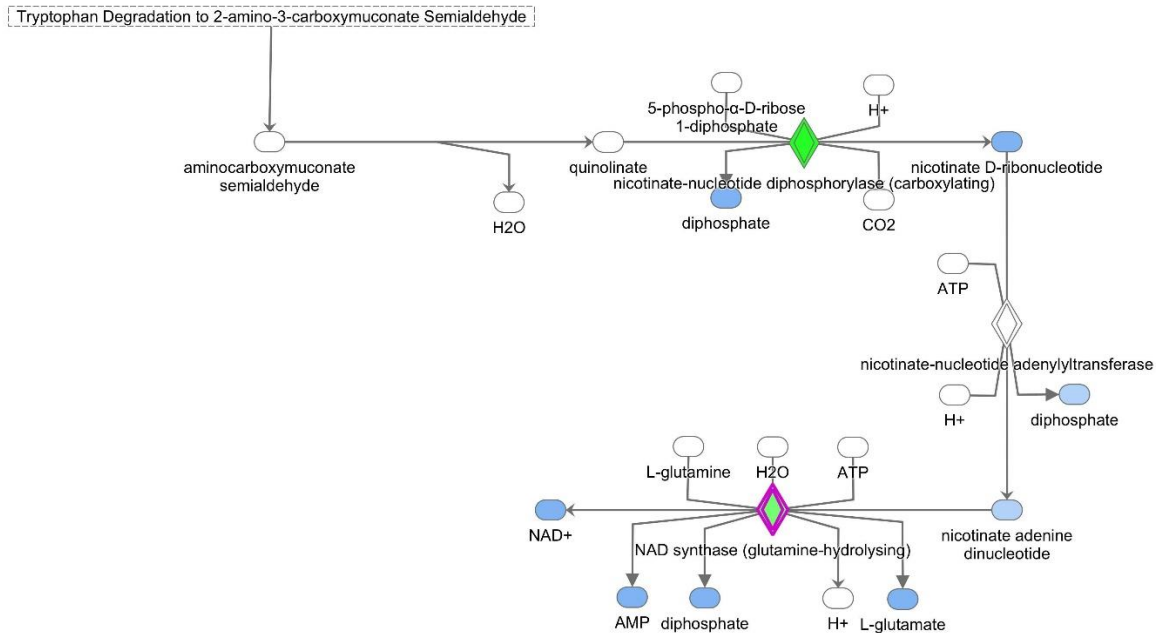 Tryptophan Degradation to 2-amino-3-carboxymuconate Semialdehyde
5-phospho-α-D-ribose
1-diphosphate
H+
aminocarboxymuconate
semialdehyde
quinolinate
nicotinate D-ribonucleotide
nicotinate-nucleotide diphosphorylase (carboxylating)
H2O
diphosphate
CO2
ATP
nicotinate-nucleotide adenylyltransferase
H+
diphosphate
L-glutamine
H2O
ATP
NAD+
nicotinate adenine
dinucleotide
NAD synthase (glutamine-hydrolysing)
AMP
diphosphate
H+
L-glutamate